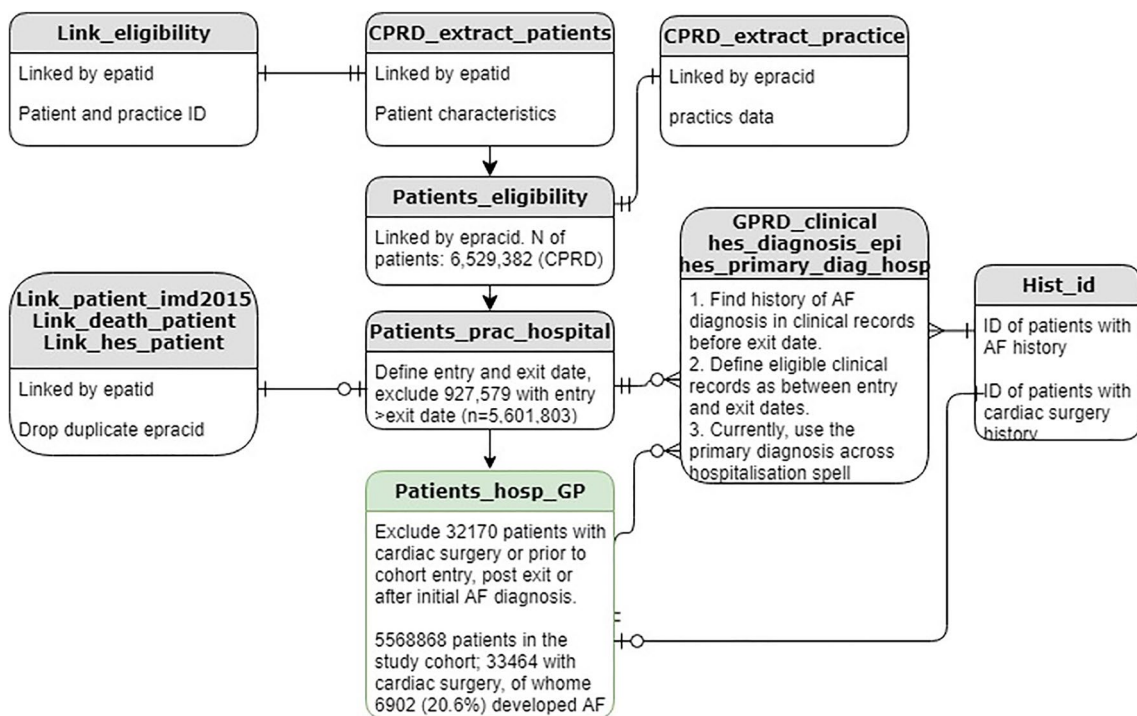 Link_eligibility
Linked by epatid
Patient and practice ID
CPRD_extract_patients
Linked by epatid
Patient characteristics
CPRD_extract_practice
Linked by epracid
practics data
Patients_eligibility
Linked by epracid. N of
patients: 6,529,382 (CPRD)
Link_patient_imd2015
Link_death_patient
Link_hes_patient
Linked by epatid
Drop duplicate epracid
Patients_prac_hospital
Define entry and exit date,
exclude 927,579 with entry
>exit date (n=5,601,803)
GPRD_clinical
hes_diagnosis_epi
hes_primary_diag_hosp
1. Find history of AF
diagnosis in clinical records
before exit date.
2. Define eligible clinical
records as between entry
and exit dates.
3. Currently, use the
primary diagnosis across
hospitalisation spell
Hist_id
ID of patients with
AF history
ID of patients with
cardiac surgery
history
Patients_hosp_GP
Exclude 32170 patients with
cardiac surgery or prior to
cohort entry, post exit or
after initial AF diagnosis.
5568868 patients in the
study cohort; 33464 with
cardiac surgery, of whome
6902 (20.6%) developed AF